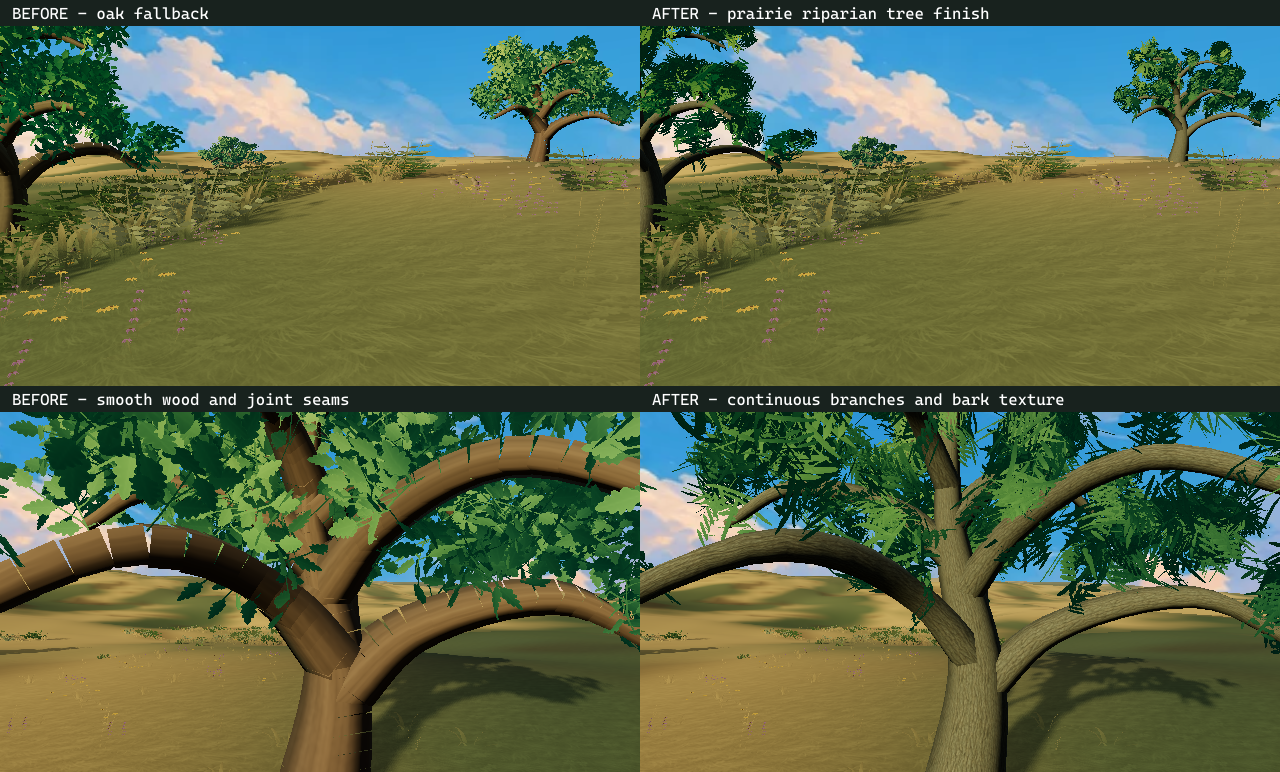 BEFORE – oak fallback
AFTER – prairie riparian tree finish
BEFORE – smooth wood and joint seams
AFTER – continuous branches and bark texture